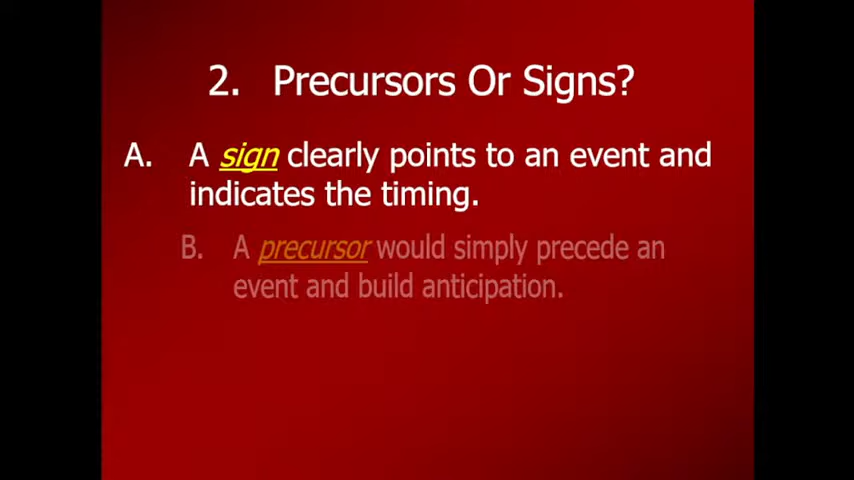 2. Precursors Or Signs?
A. A sign clearly points to an event and
indicates the timing.
B. A precursor would simply precede an
event and build anticipation.